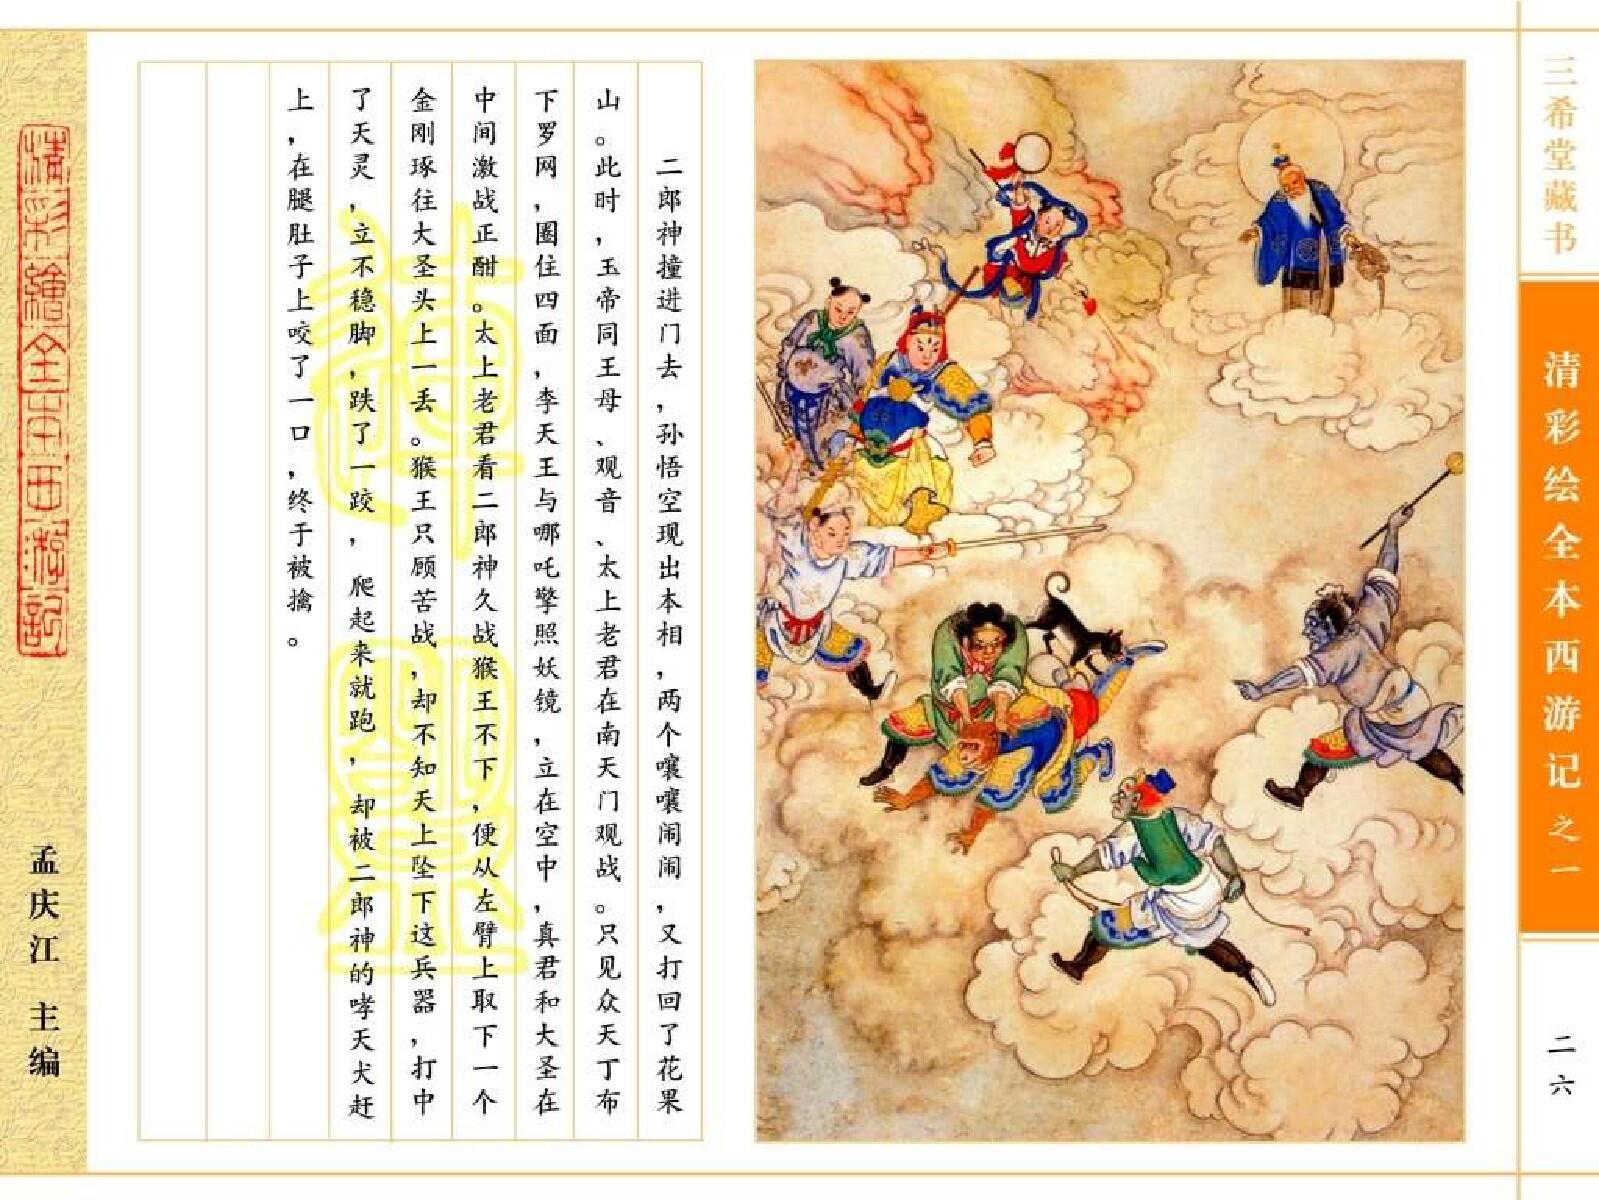 三希堂藏书
清彩绘全本西游记之一
二六
二郎神撞进门去，孙悟空现出本相，两个嚷嚷闹闹，又打回了花果
山。此时，玉帝同王母、观音、太上老君在南天门观战。只见众天丁布
下罗网，围住四面，李天王与哪吒擎照妖镜，立在空中，真君和大圣在
中间激战正酣。太上老君看二郎神久战猴王不下，便从左臂上取下一个
金刚琢往大圣头上一丢。猴王只顾苦战，却不知天上坠下这兵器，打中
了天灵，立不稳脚，跌了一跤，爬起来就跑，却被二郎神的哮天犬赶
上，在腿肚子上咬了一口，终于被擒。
清彩繪全本西游記
孟庆江 主编